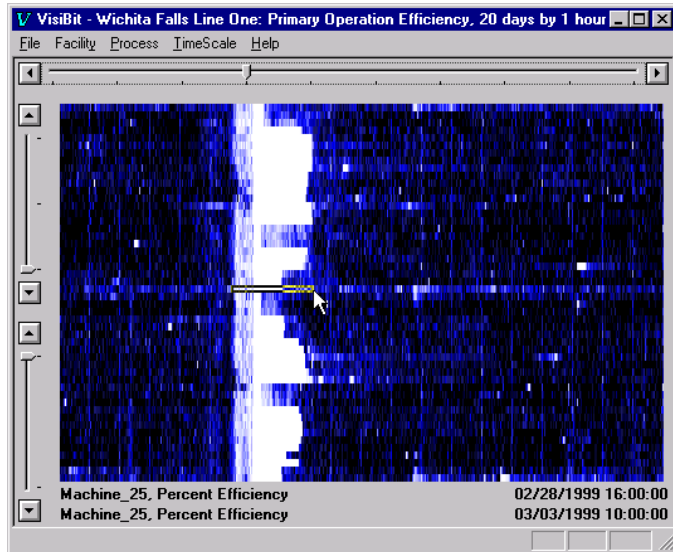 V VisiBit - Wichita Falls Line One: Primary Operation Efficiency, 20 days by 1 hour
File Facility Process TimeScale Help
Machine_25, Percent Efficiency 02/28/1999 16:00:00
Machine_25, Percent Efficiency 03/03/1999 10:00:00